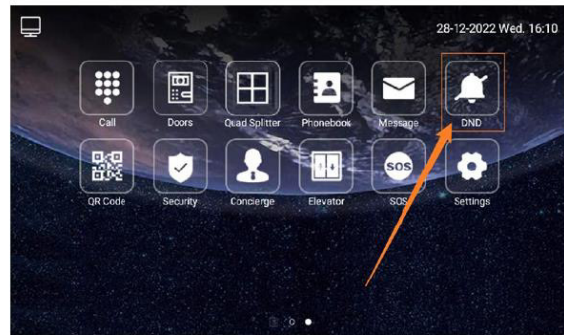 28-12-2022 Wed. 16:10
Call Doors Quad Splitter Phonebook Message DND
SOS
QR Code Security Concierge Elevator SOS Settings